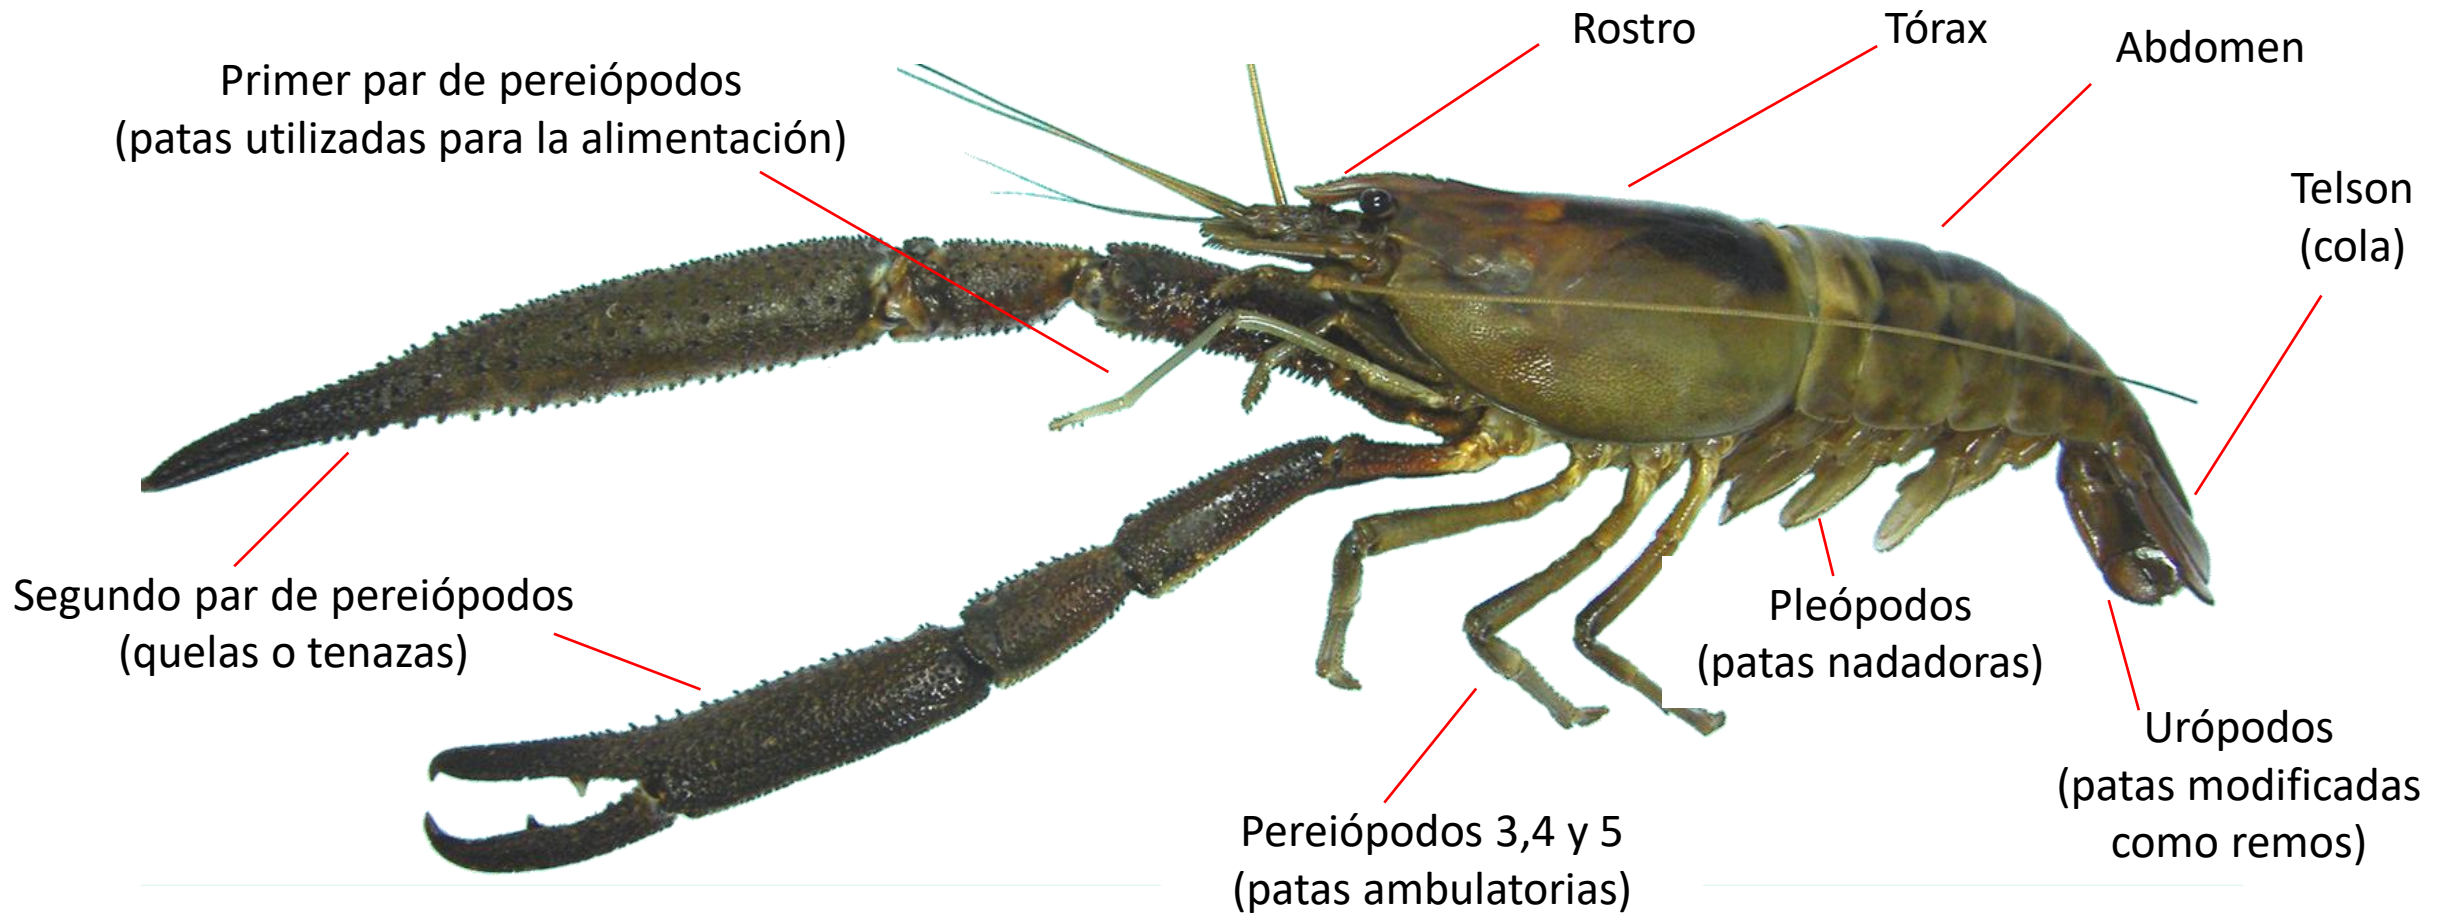 Rostro
Tórax
Abdomen
Primer par de pereiópodos
(patas utilizadas para la alimentación)
Telson
(cola)
Segundo par de pereiópodos
(quelas o tenazas)
Pleópodos
(patas nadadoras)
Urópodos
(patas modificadas
como remos)
Pereiópodos 3,4 y 5
(patas ambulatorias)